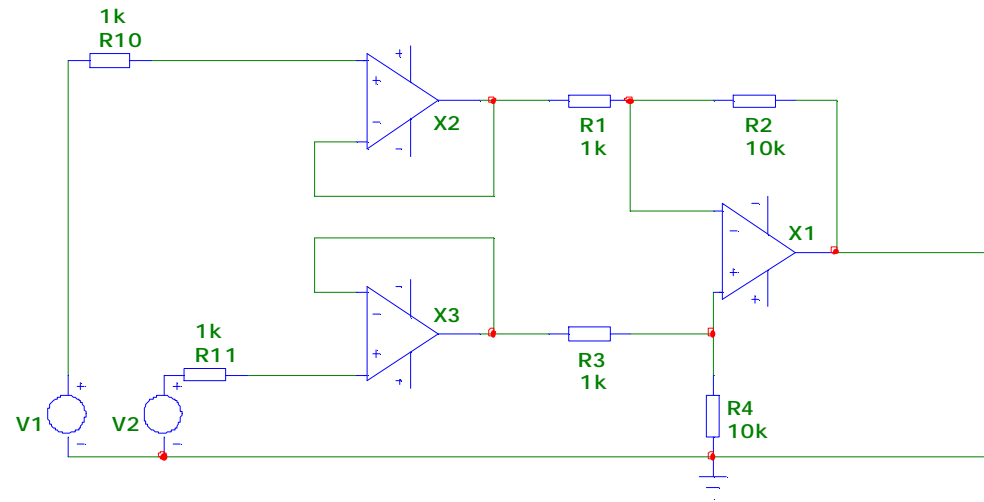 1k
R10
+
+
−
−
X2
R1
1k
R2
10k
−
−
+
+
X1
−
−
+
+
X3
1k
R11
R3
1k
+
−
V1
+
−
V2
R4
10k